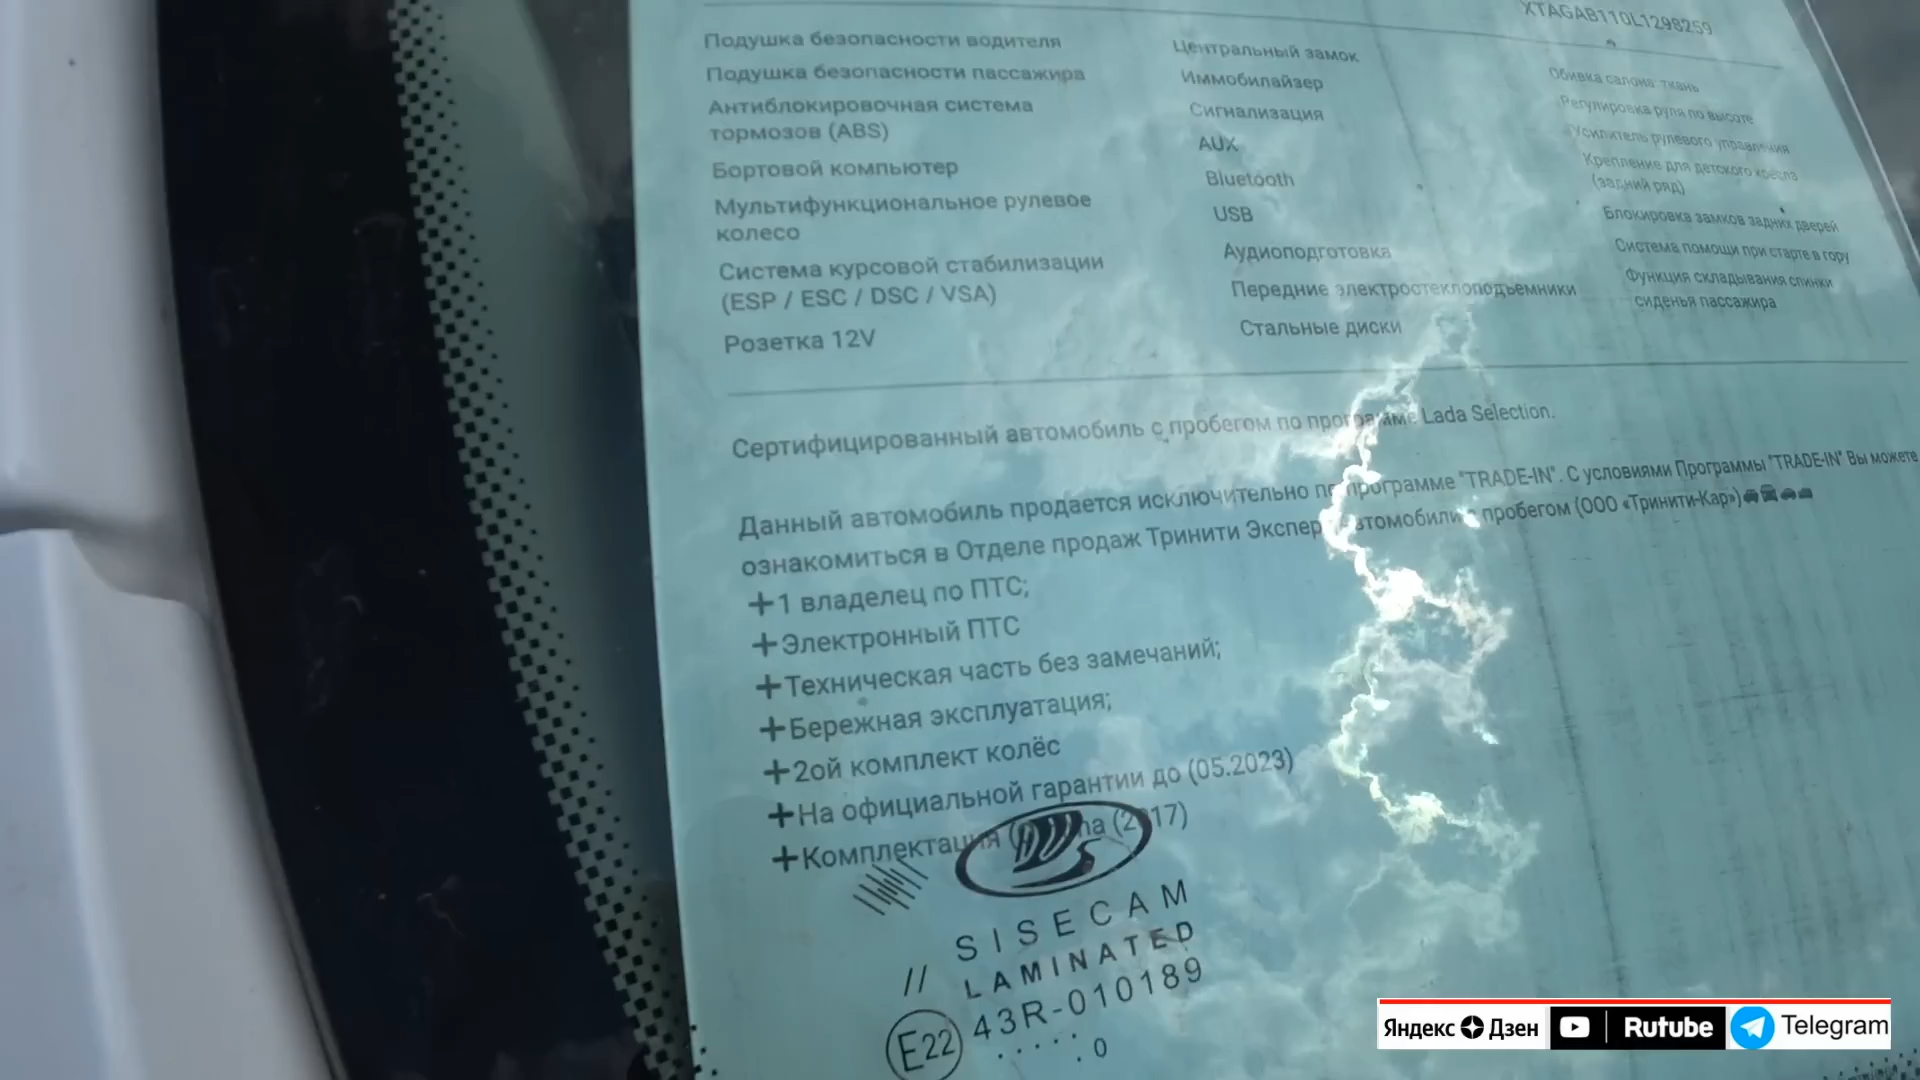 XTAGAB110L1298259
Подушка безопасности водителя
Подушка безопасности пассажира
Антиблокировочная система
тормозов (ABS)
Бортовой компьютер
Мультифункциональное рулевое
колесо
Система курсовой стабилизации
(ESP / ESC / DSC / VSA)
Розетка 12V
Центральный замок
Иммобилайзер
Сигнализация
AUX
Bluetooth
USB
Аудиоподготовка
Передние электростеклоподъемники
Стальные диски
Обивка салона: ткань
Регулировка руля по высоте
Усилитель рулевого управления
Крепление для детского кресла
(задний ряд)
Блокировка замков задних дверей
Система помощи при старте в гору
Функция складывания спинки
сиденья пассажира
Сертифицированный автомобиль с пробегом по программе Lada Selection.
Данный автомобиль продается исключительно по программе "TRADE-IN". С условиями Программы "TRADE-IN" Вы можете
ознакомиться в Отделе продаж Тринити Эксперт автомобили с пробегом (ООО «Тринити-Кар»)
+1 владелец по ПТС;
+Электронный ПТС
+Техническая часть без замечаний;
+Бережная эксплуатация;
+2ой комплект колёс
+На официальной гарантии до (05.2023)
+Комплектация
SISECAM
// LAMINATED
E22 43R-010189
. . . . . . 0
Яндекс Дзен Rutube Telegram